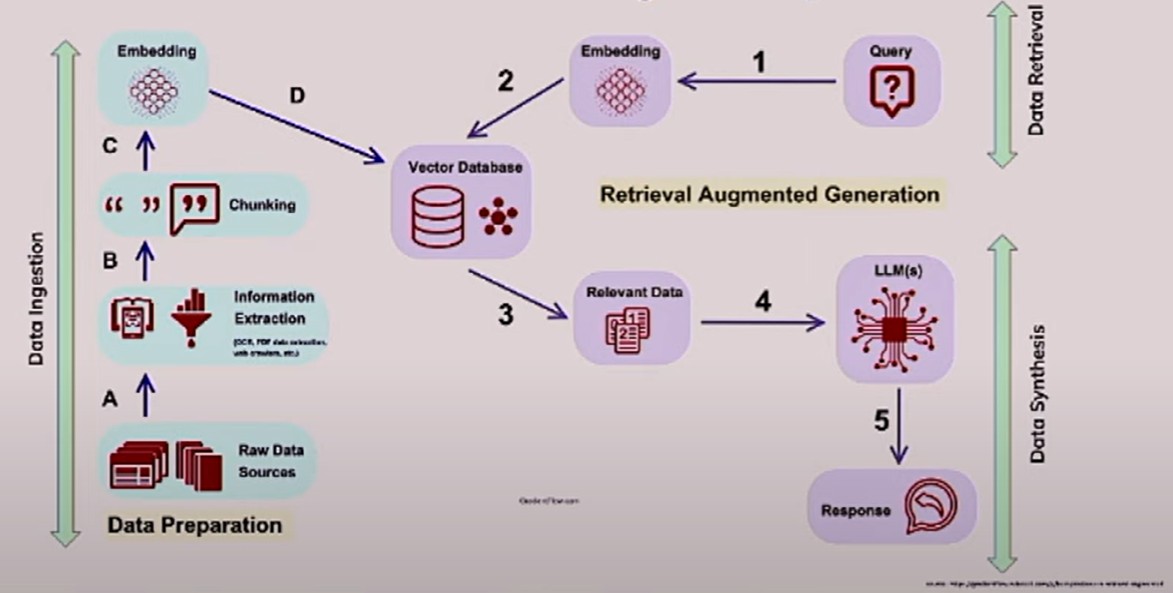 Embedding
D
C
Chunking
B
Information
Extraction
(OCR, PDF data extraction,
web crawlers, etc.)
A
Raw Data
Sources
Data Preparation
Data Ingestion
Query
1
Embedding
2
Vector Database
Data Retrieval
Retrieval Augmented Generation
3
Relevant Data
4
LLM(s)
5
Response
Data Synthesis
GradientFlow.com